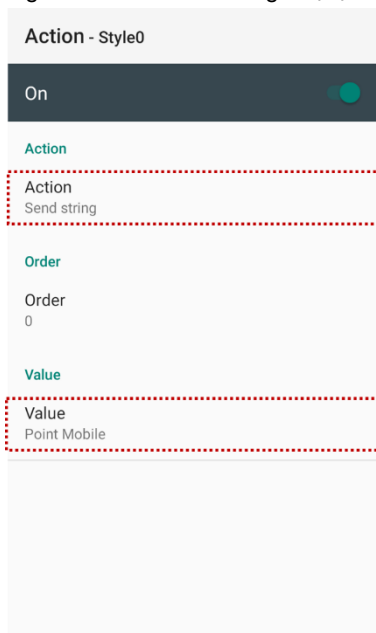 Action - Style0
On
Action
Action
Send string
Order
Order
0
Value
Value
Point Mobile